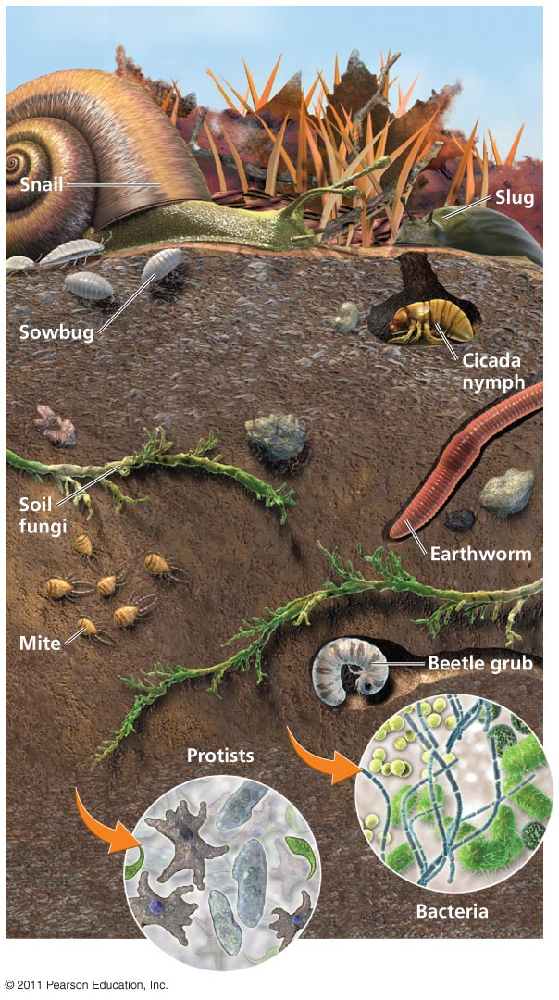 Snail
Slug
Sowbug
Cicada
nymph
Soil
fungi
Earthworm
Mite
Beetle grub
Protists
Bacteria
© 2011 Pearson Education, Inc.